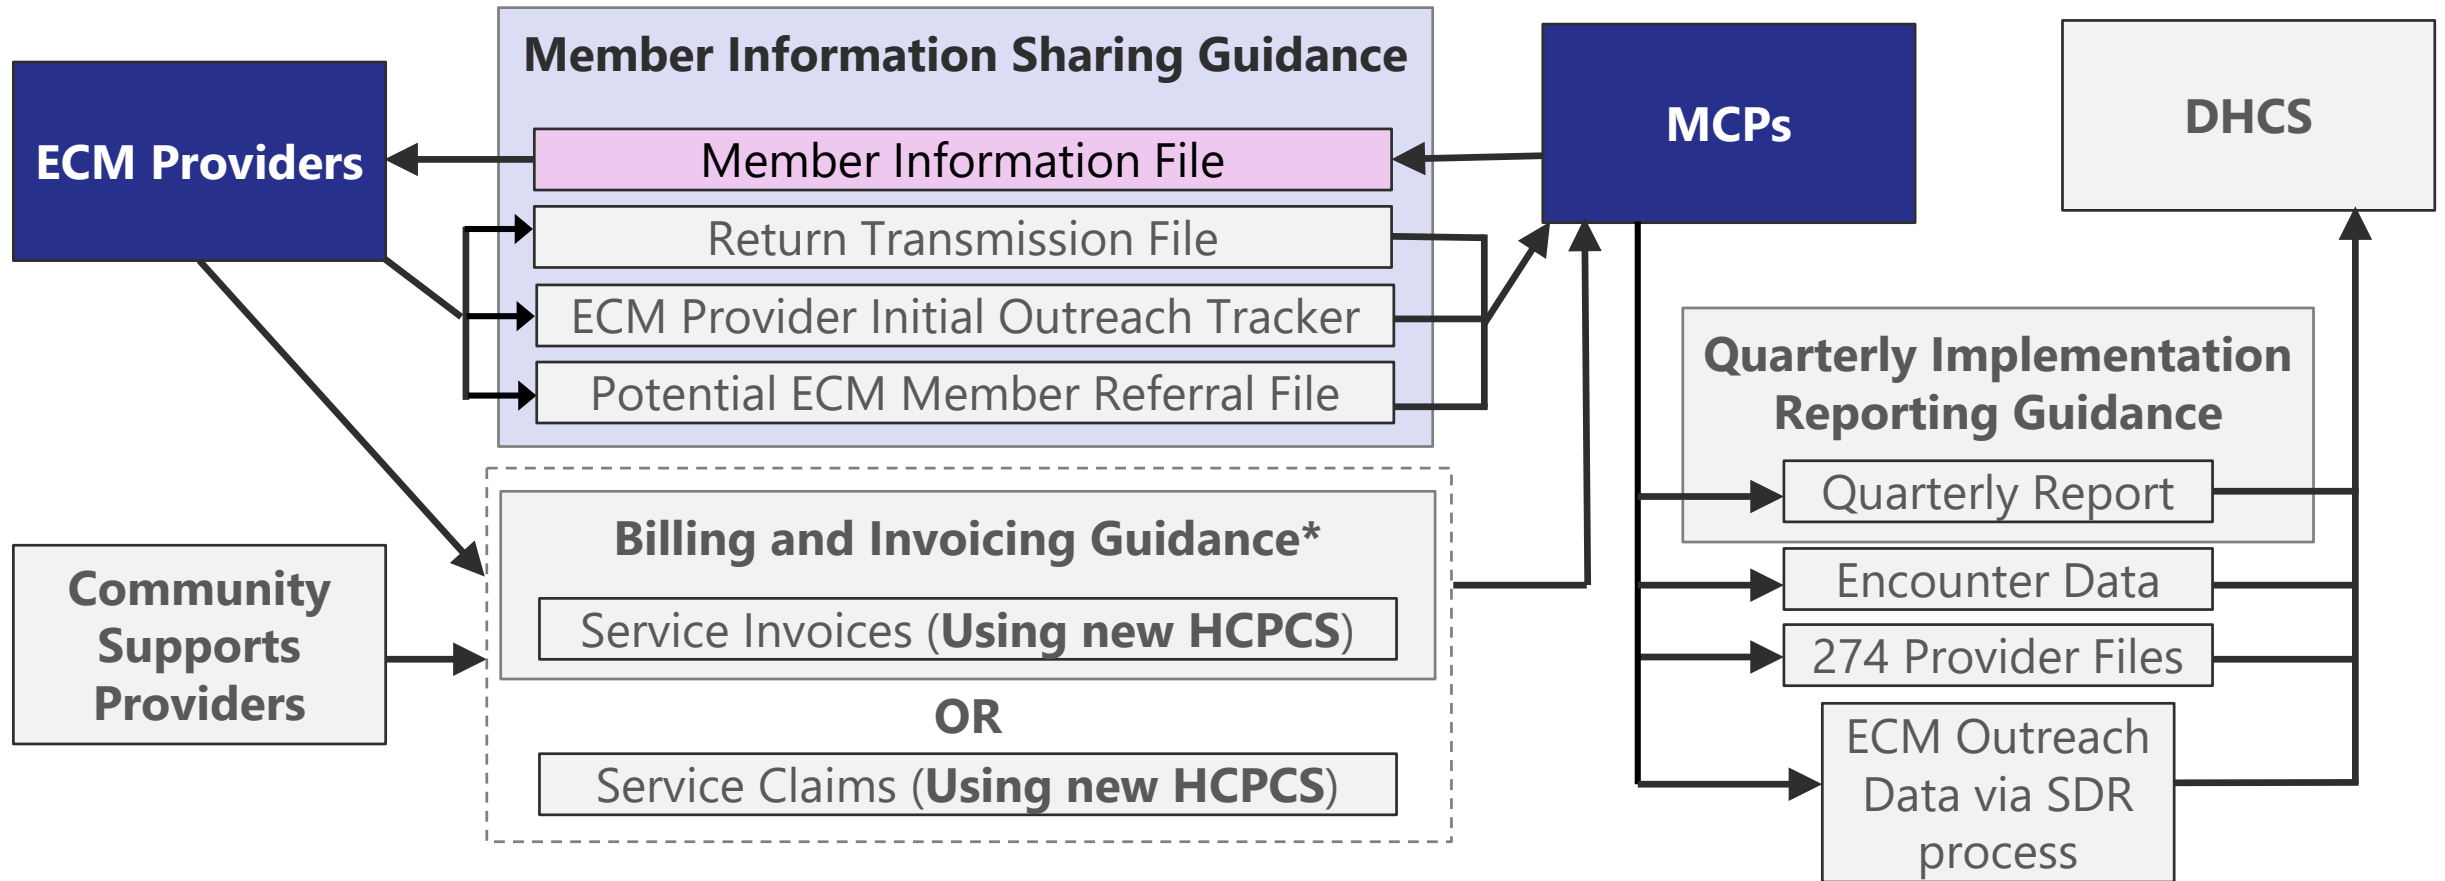 ECM Providers
Member Information Sharing Guidance
Member Information File
Return Transmission File
ECM Provider Initial Outreach Tracker
Potential ECM Member Referral File
MCPs
DHCS
Community
Supports
Providers
Billing and Invoicing Guidance*
Service Invoices (Using new HCPCS)
OR
Service Claims (Using new HCPCS)
Quarterly Implementation
Reporting Guidance
Quarterly Report
Encounter Data
274 Provider Files
ECM Outreach
Data via SDR
process